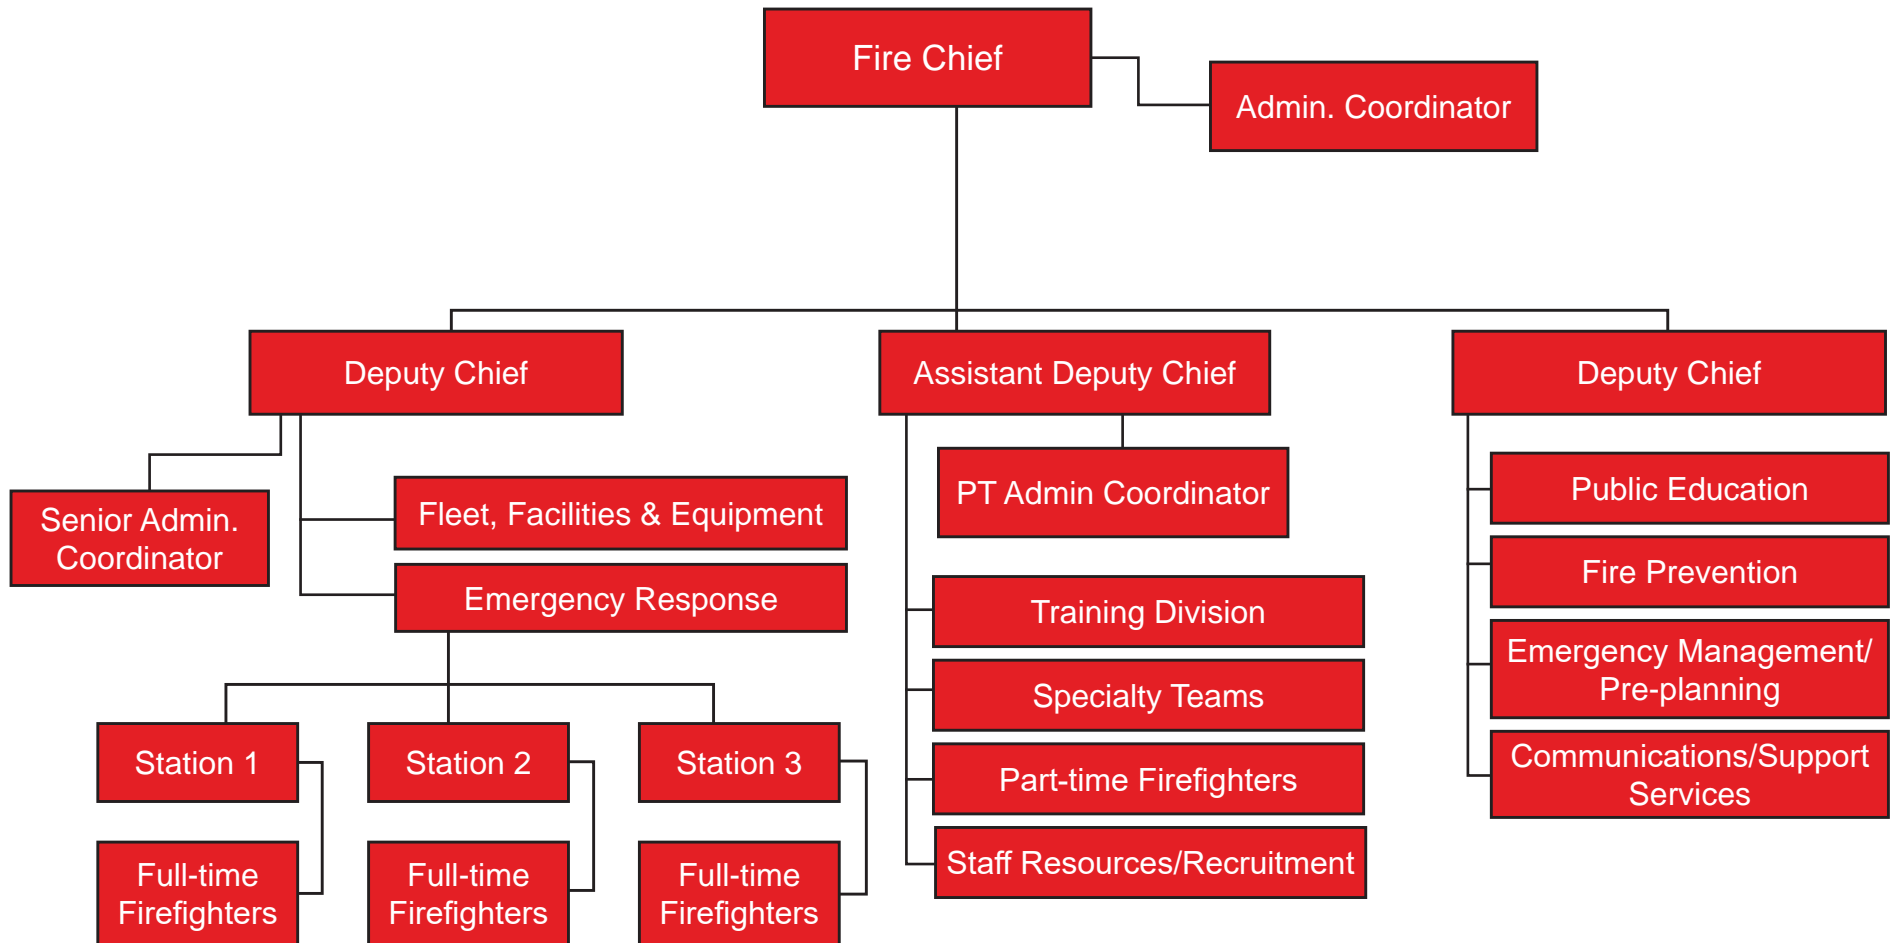 Fire Chief
Admin. Coordinator
Deputy Chief
Assistant Deputy Chief
Deputy Chief
Senior Admin.
Coordinator
Fleet, Facilities & Equipment
Emergency Response
Station 1
Station 2
Station 3
Full-time
Firefighters
Full-time
Firefighters
Full-time
Firefighters
PT Admin Coordinator
Training Division
Specialty Teams
Part-time Firefighters
Staff Resources/Recruitment
Public Education
Fire Prevention
Emergency Management/
Pre-planning
Communications/Support
Services